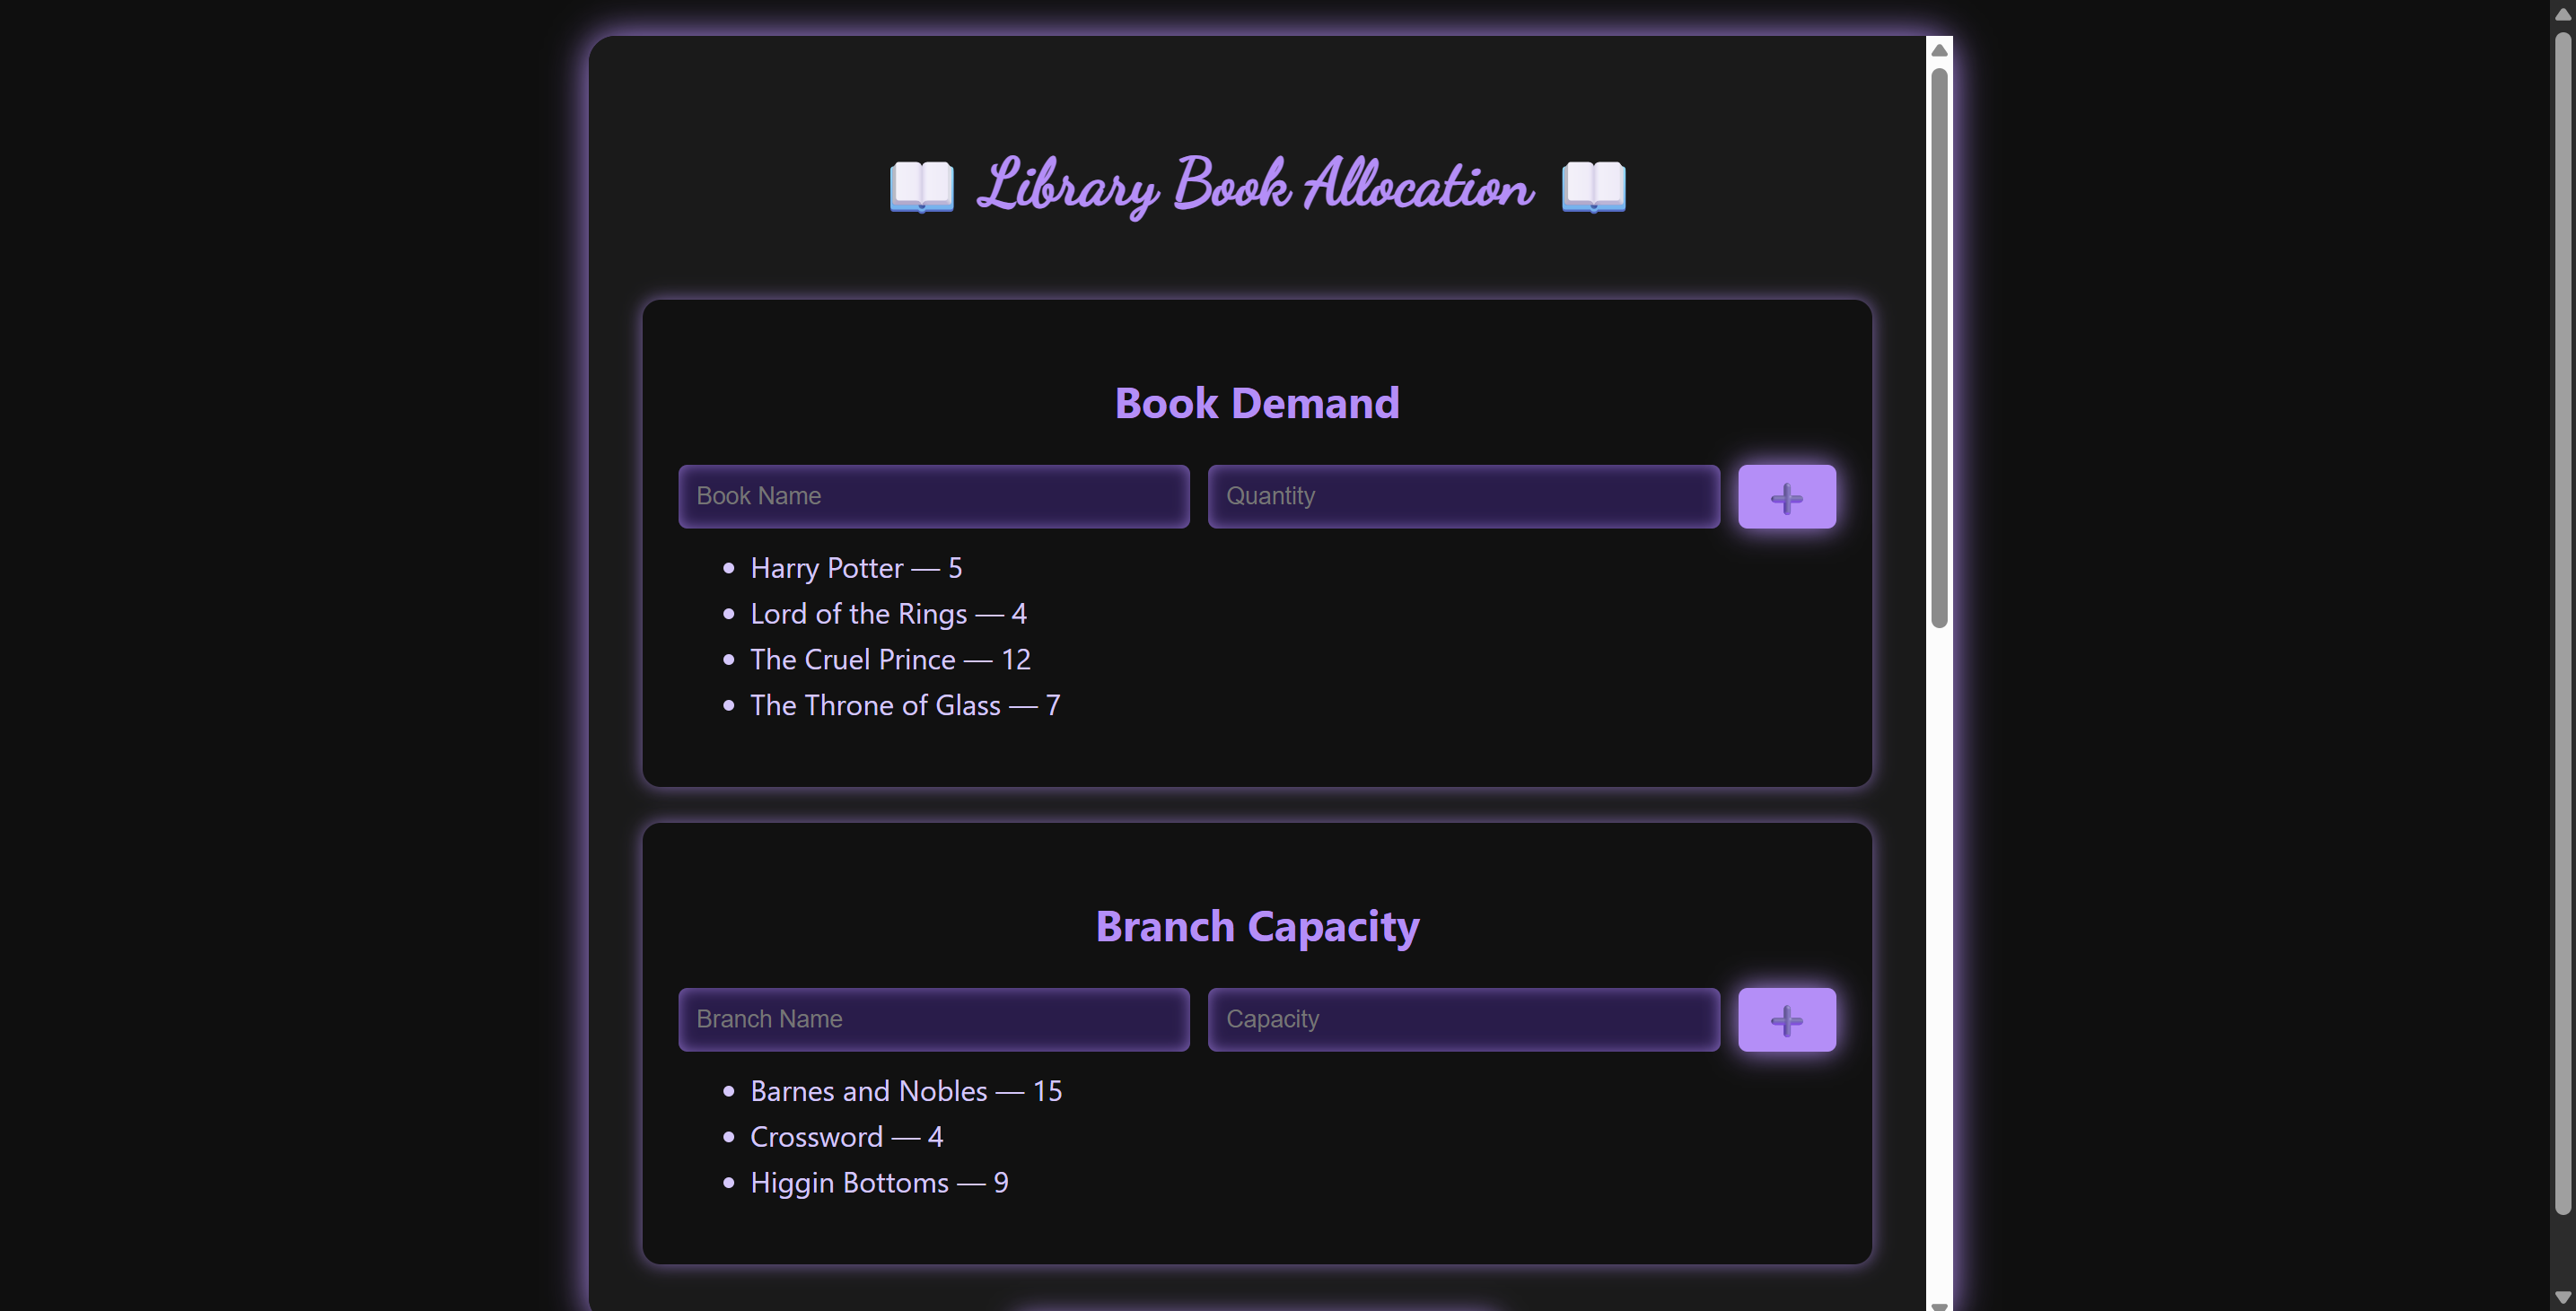 📖 Library Book Allocation 📖
Book Demand
Book Name Quantity ➕
• Harry Potter — 5
• Lord of the Rings — 4
• The Cruel Prince — 12
• The Throne of Glass — 7
Branch Capacity
Branch Name Capacity ➕
• Barnes and Nobles — 15
• Crossword — 4
• Higgin Bottoms — 9